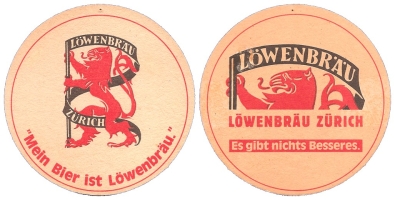 LÖWENBRÄU
ZÜRICH
"Mein Bier ist Löwenbräu."
LÖWENBRÄU
LÖWENBRÄU ZÜRICH
Es gibt nichts Besseres.